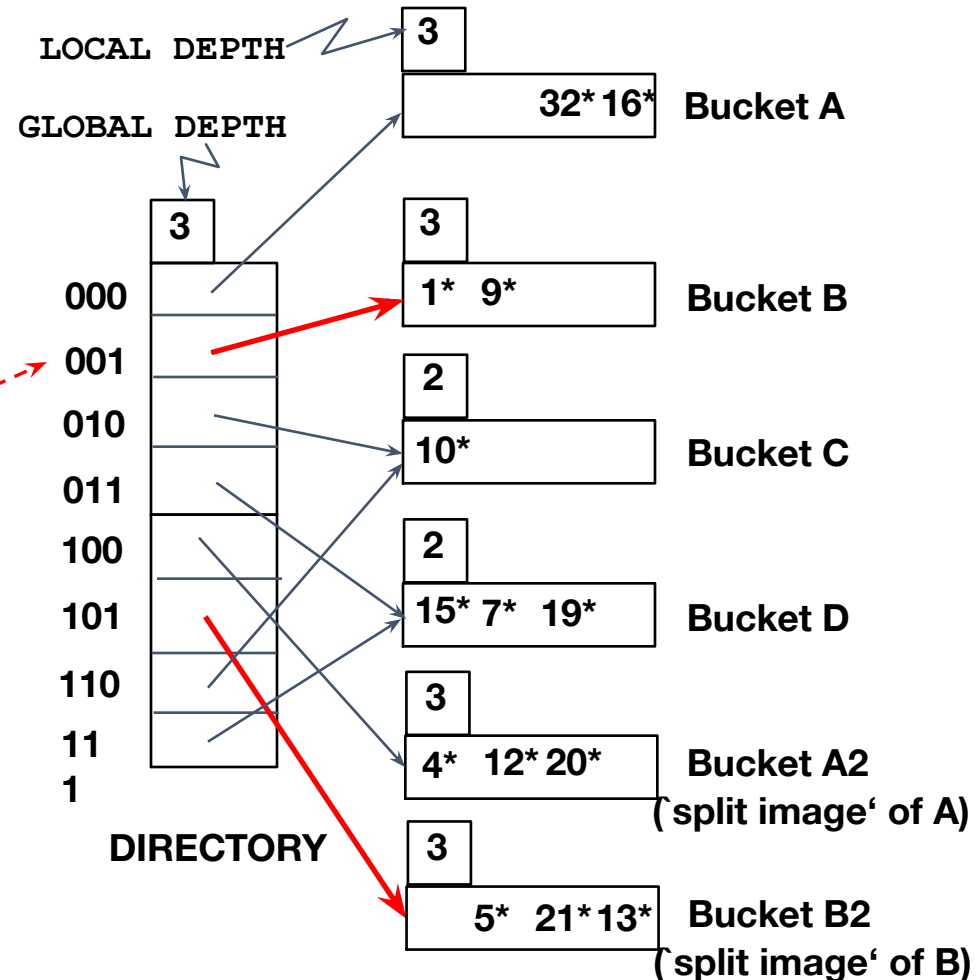 LOCAL DEPTH
3
32* 16*
Bucket A
GLOBAL DEPTH
3
3
1* 9*
Bucket B
000
001
010
011
100
101
110
11
1
2
10*
Bucket C
2
15* 7* 19*
Bucket D
3
4* 12* 20*
Bucket A2
(`split image‘ of A)
DIRECTORY
3
5* 21* 13*
Bucket B2
(`split image‘ of B)